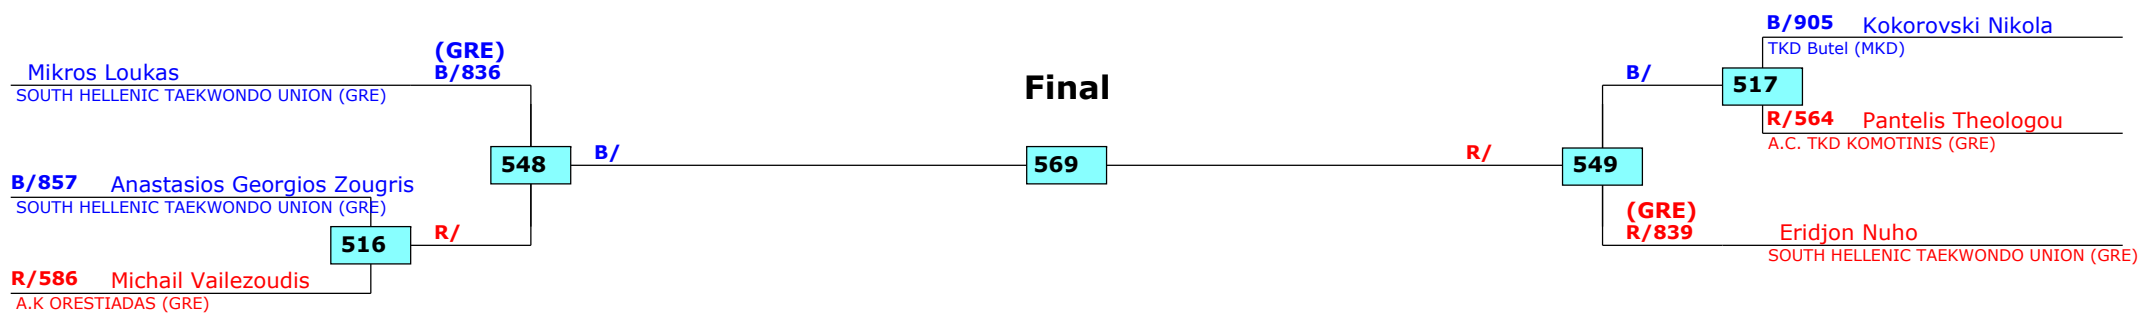 (GRE)
Mikros Loukas B/836
SOUTH HELLENIC TAEKWONDO UNION (GRE)
548
B/
B/857 Anastasios Georgios Zougris
SOUTH HELLENIC TAEKWONDO UNION (GRE)
516
R/
R/586 Michail Vailezoudis
A.K ORESTIADAS (GRE)
Final
569
B/905 Kokorovski Nikola
TKD Butel (MKD)
B/
517
R/564 Pantelis Theologou
A.C. TKD KOMOTINIS (GRE)
R/
549
(GRE)
R/839 Eridjon Nuho
SOUTH HELLENIC TAEKWONDO UNION (GRE)